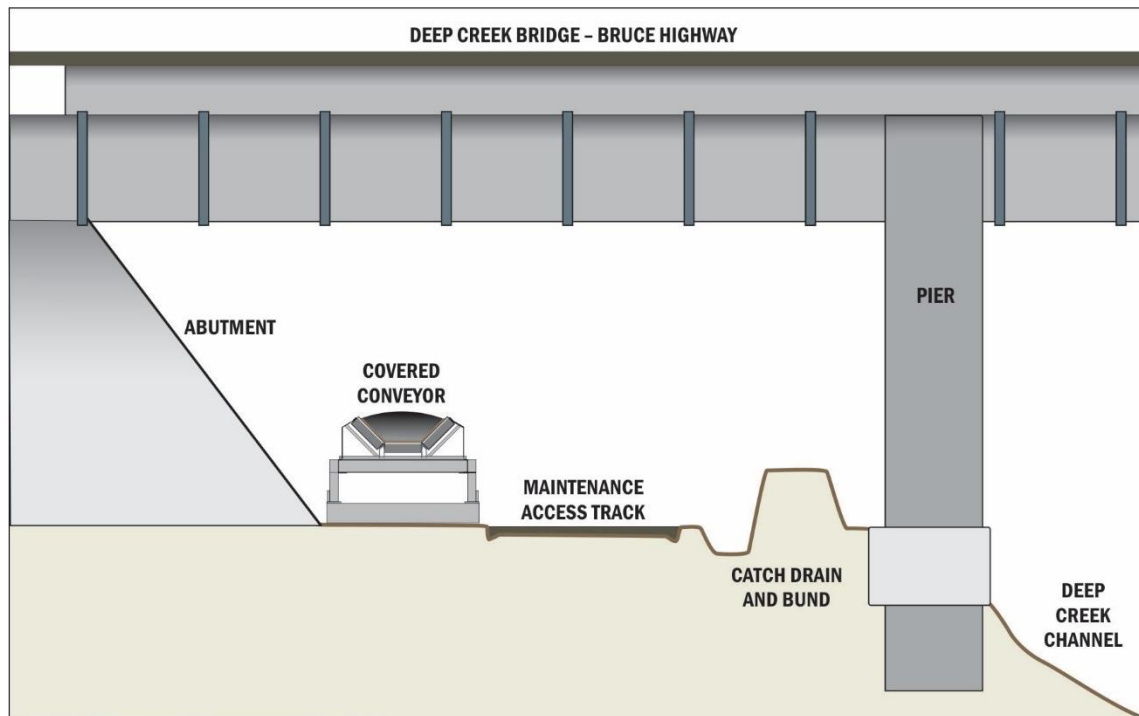 DEEP CREEK BRIDGE – BRUCE HIGHWAY
ABUTMENT
COVERED
CONVEYOR
PIER
MAINTENANCE
ACCESS TRACK
CATCH DRAIN
AND BUND
DEEP
CREEK
CHANNEL